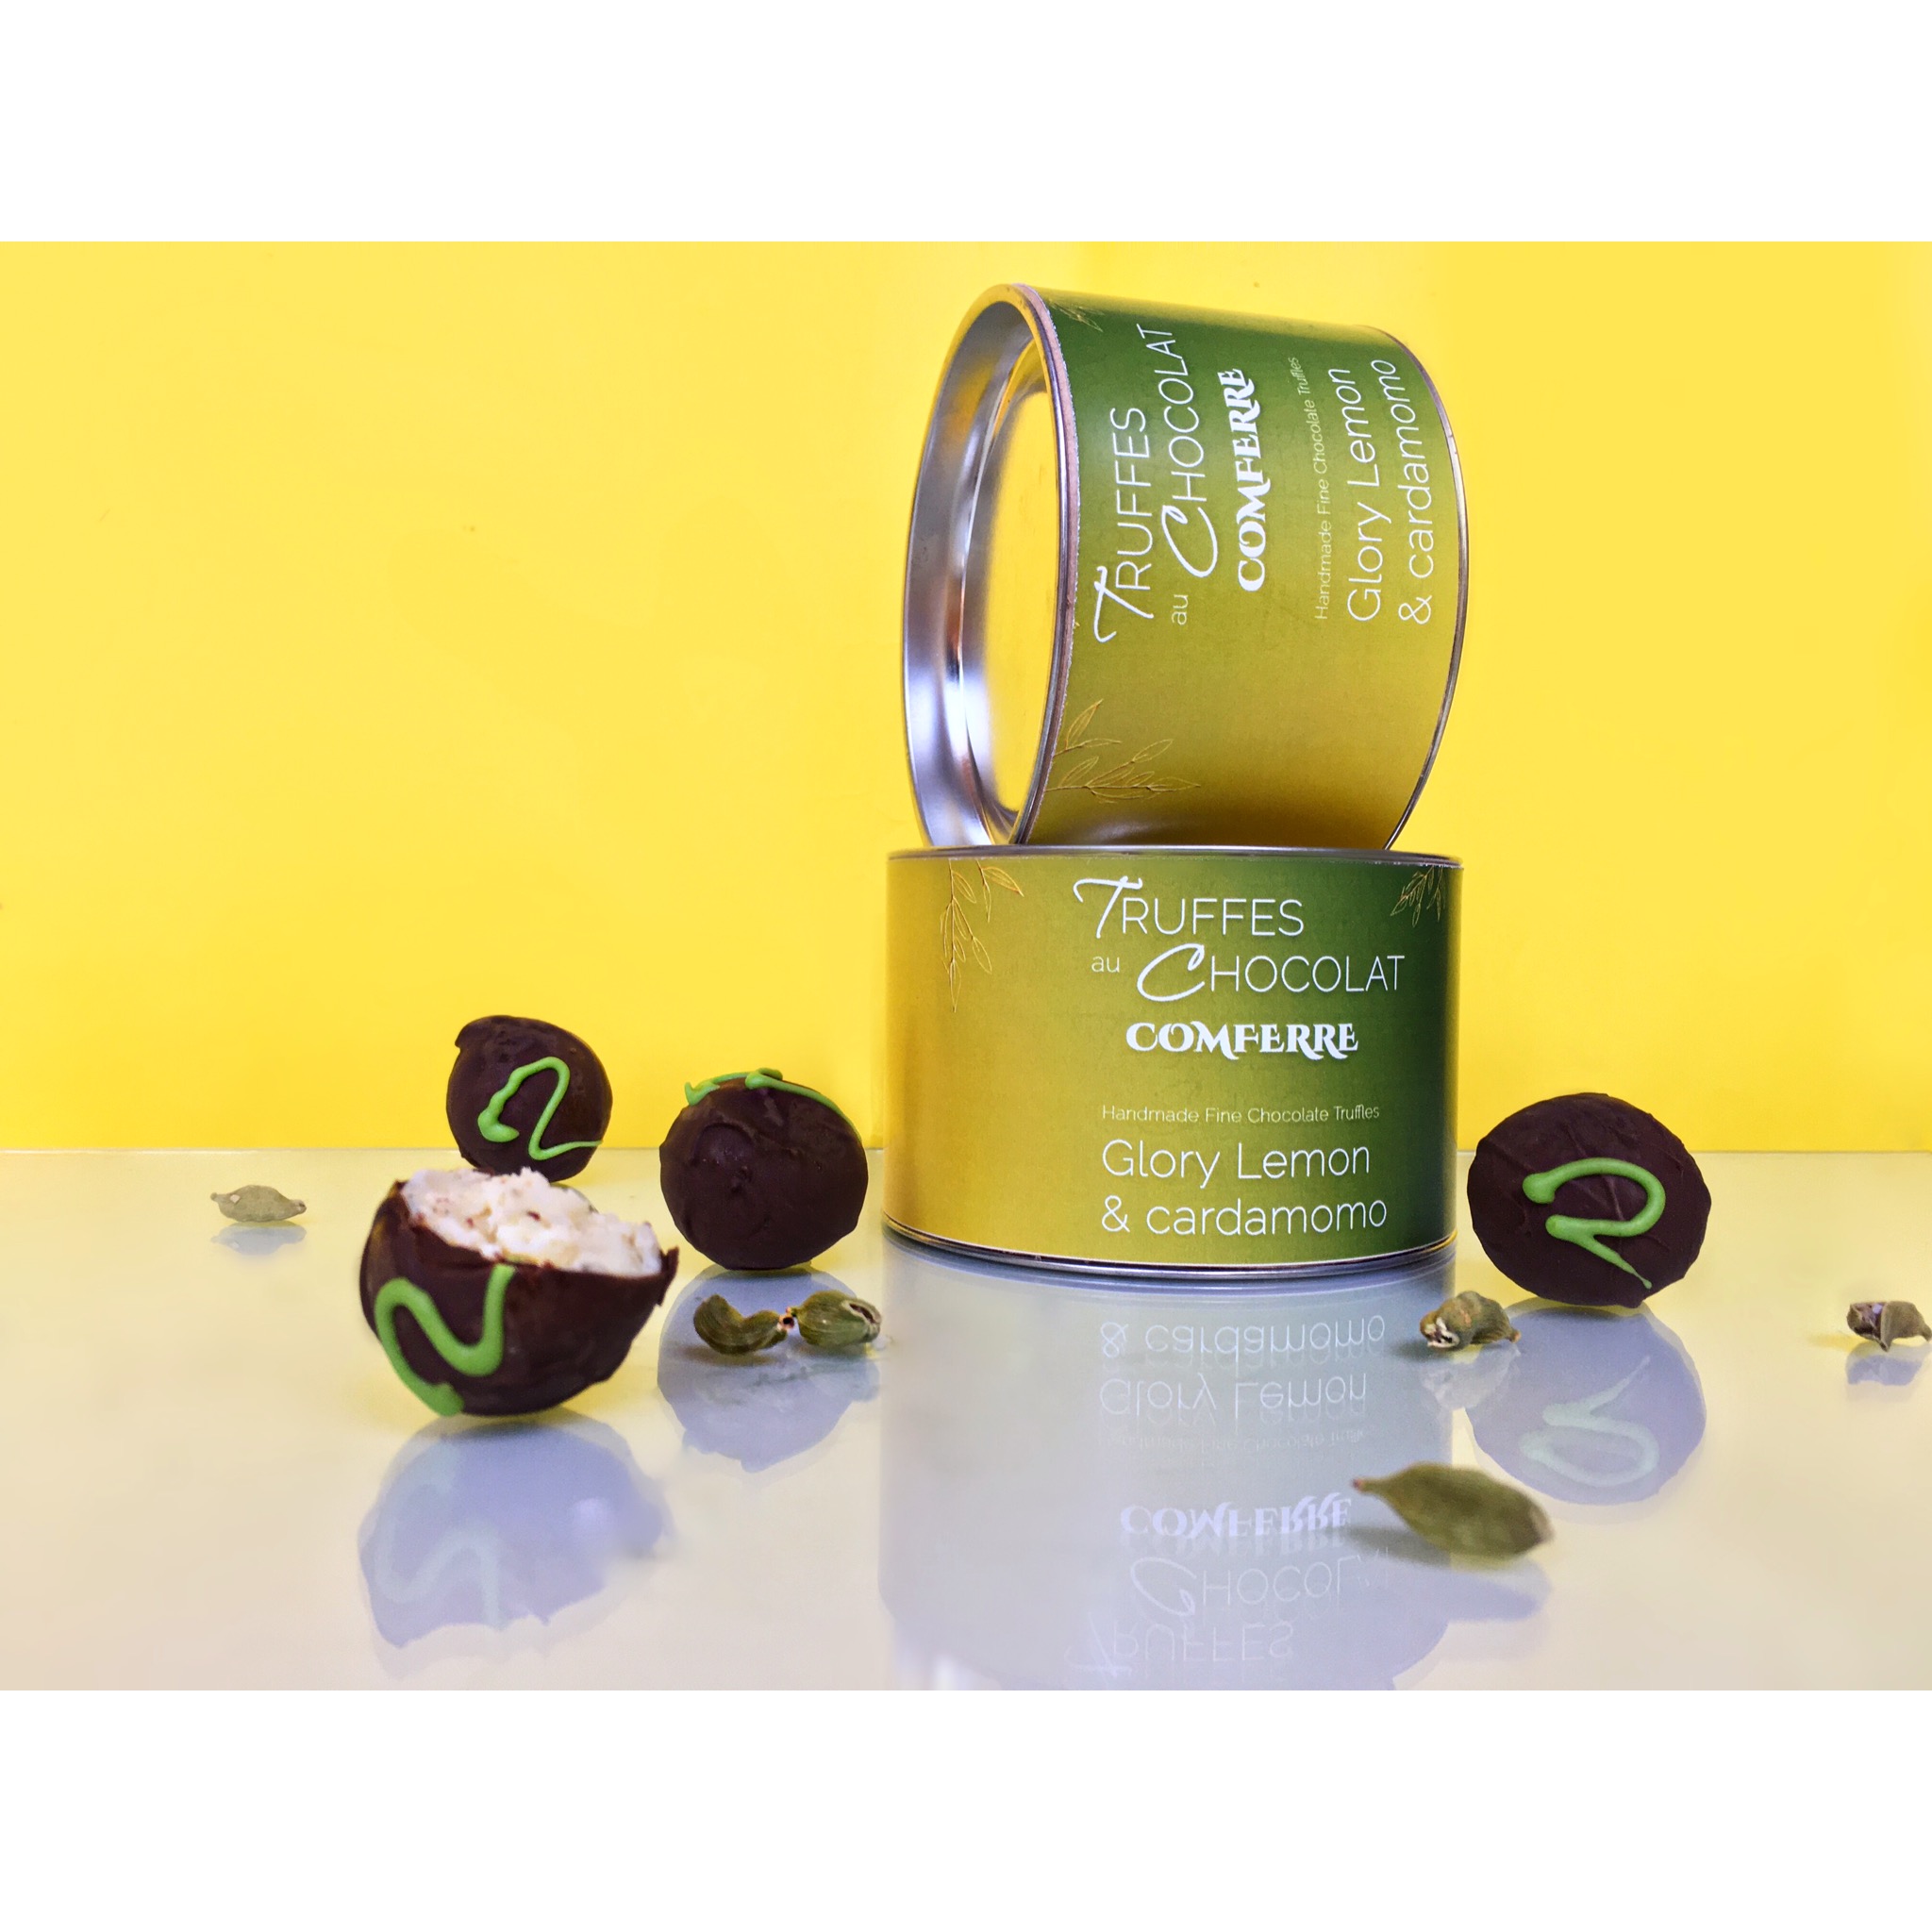 TRUFFES
au CHOCOLAT
COMFERRE
Handmade Fine Chocolate Truffles
Glory Lemon
& cardamomo
TRUFFES
au CHOCOLAT
COMFERRE
Handmade Fine Chocolate Truffles
Glory Lemon
& cardamomo